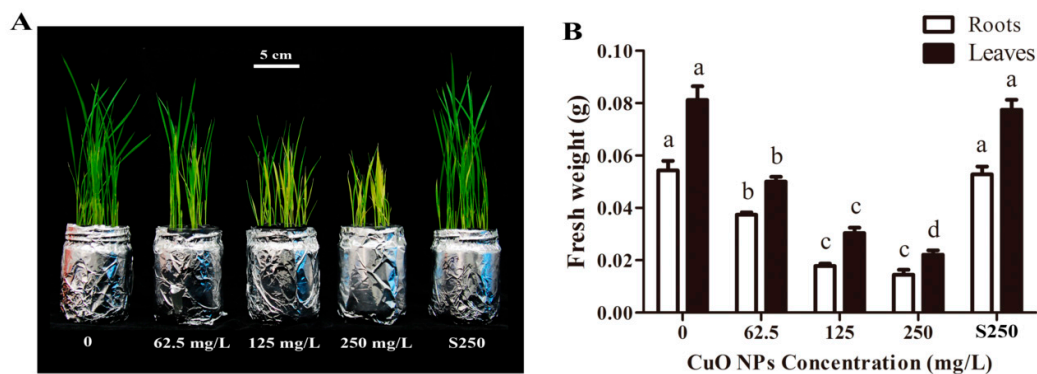 A
5 cm
0
62.5 mg/L
125 mg/L
250 mg/L
S250
B
Roots
Leaves
Fresh weight (g)
0.10
0.08
0.06
0.04
0.02
0.00
a
a
b
b
c
c
c
d
a
a
0
62.5
125
250
S250
CuO NPs Concentration (mg/L)